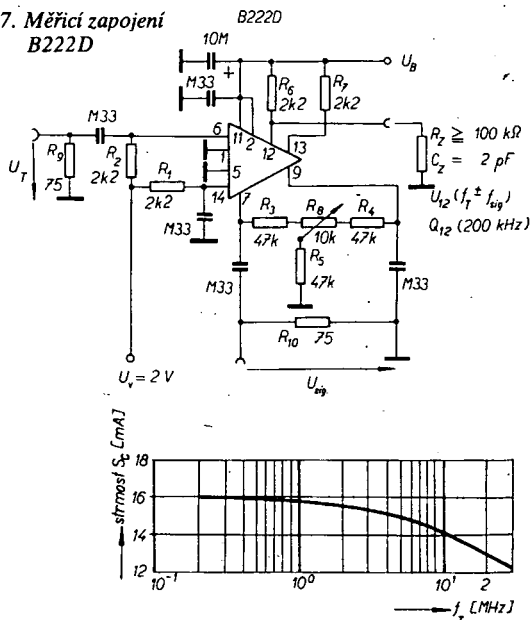 7. Měřicí zapojení
B222D
B222D
10M
+
M33
M33
R6
2k2
R7
2k2
UB
UT
R9
75
R2
2k2
R1
2k2
M33
6
11
2
1
5
14
7
12
13
9
RZ ≧ 100 kΩ
CZ = 2 pF
U12 (fT ± fsig)
Q12 (200 kHz)
R3
47k
R8
10k
R4
47k
R5
47k
M33
M33
R10
75
Uv = 2 V
Usig.
strmost Sc [mA]
18
16
14
12
10⁻¹
10⁰
10¹
2
3
fT [MHz]